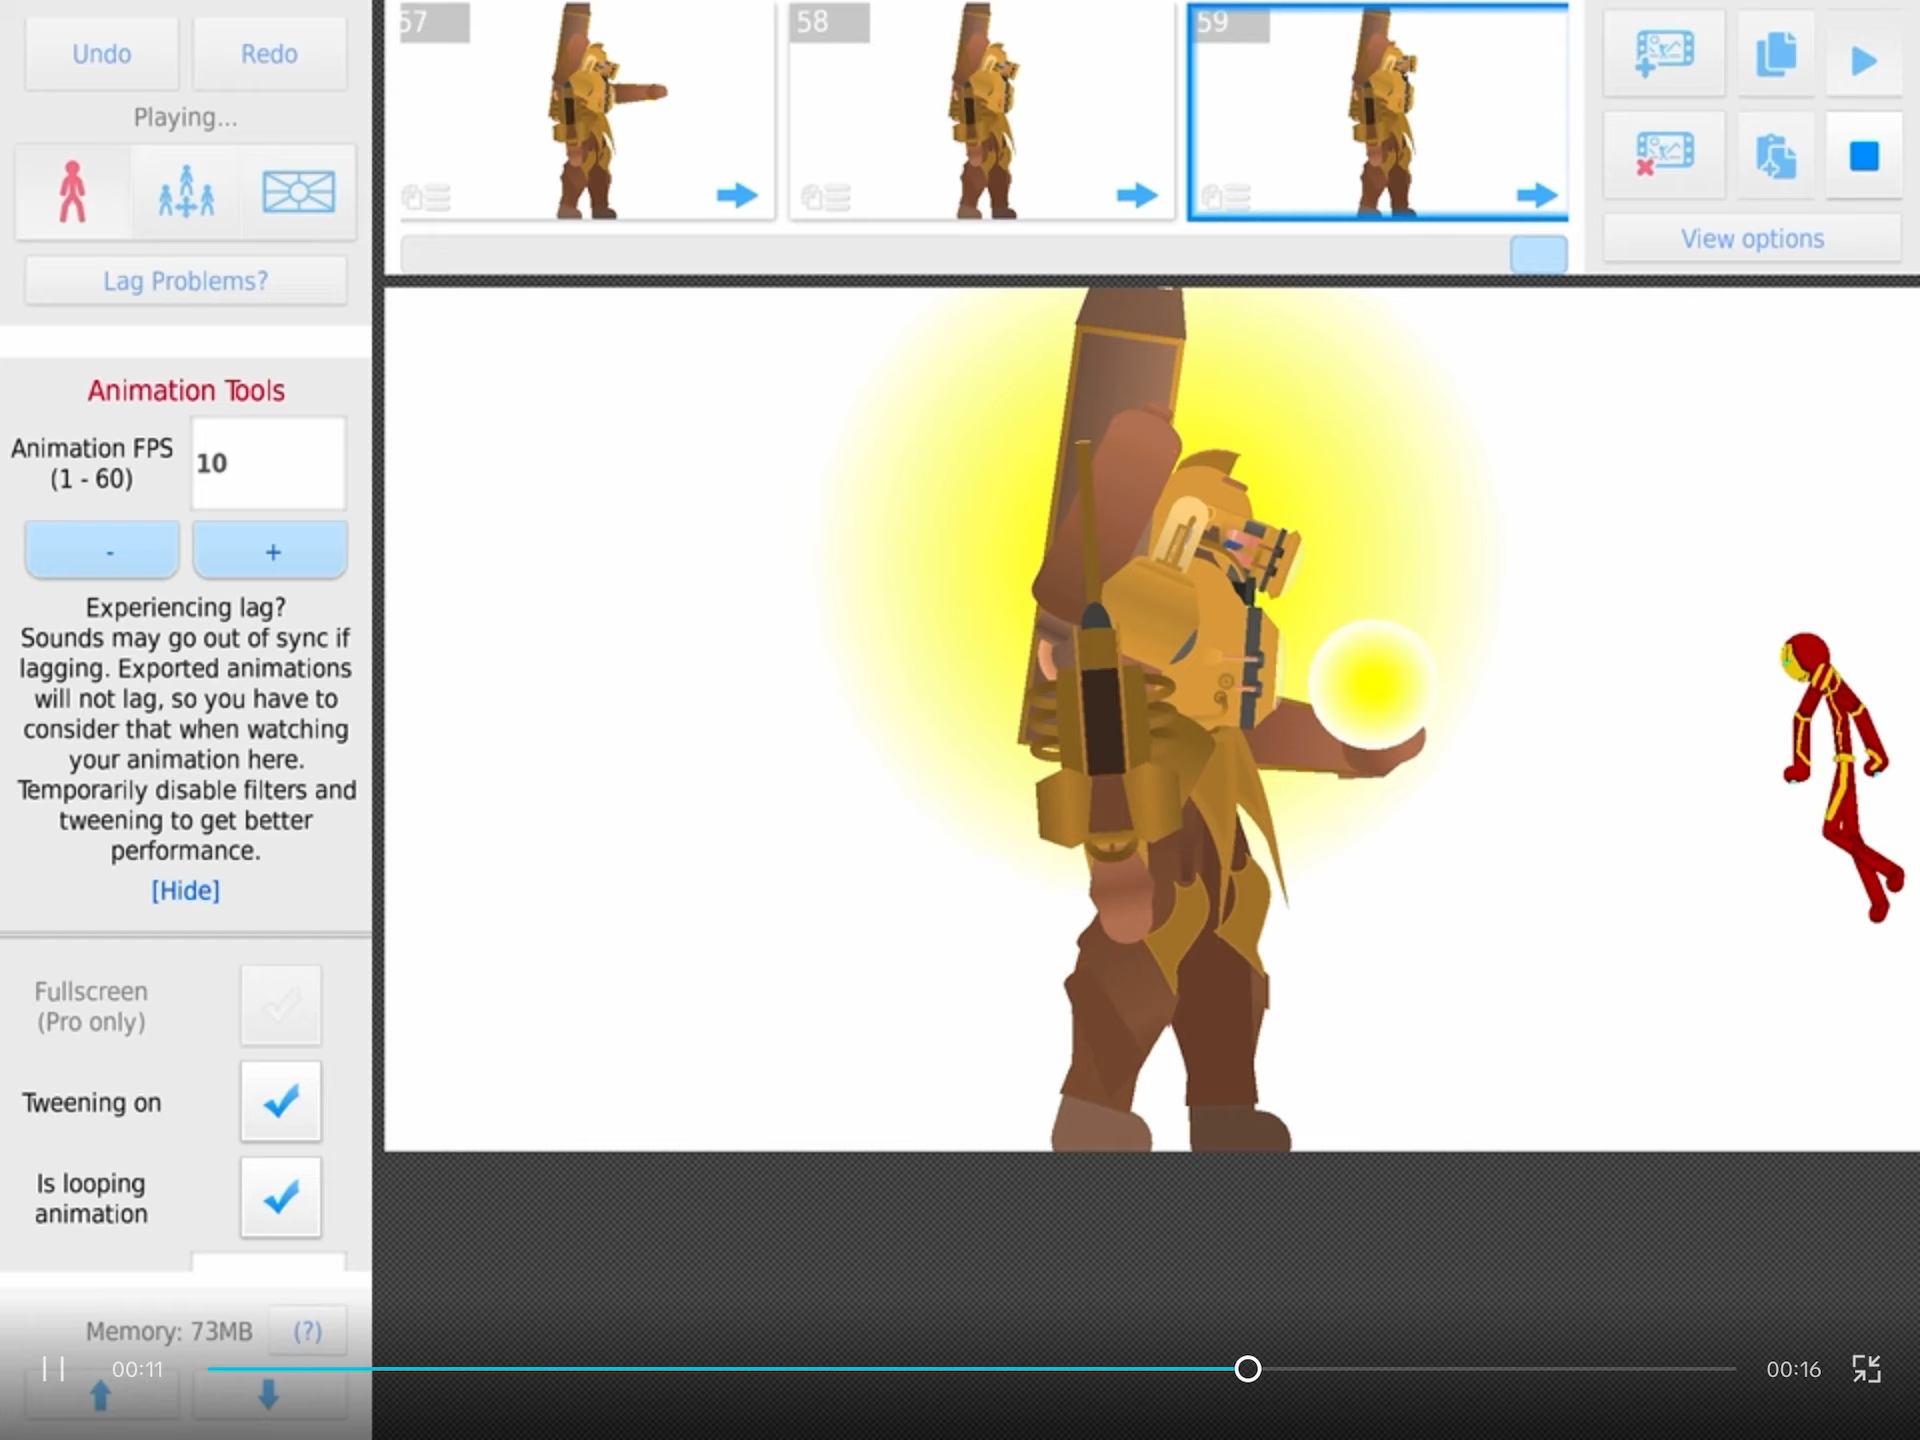 Undo
Redo
Playing...
Lag Problems?
57
58
59
View options
Animation Tools
Animation FPS
(1 - 60)
10
-
+
Experiencing lag?
Sounds may go out of sync if
lagging. Exported animations
will not lag, so you have to
consider that when watching
your animation here.
Temporarily disable filters and
tweening to get better
performance.
[Hide]
Fullscreen
(Pro only)
Tweening on
Is looping
animation
Memory: 73MB
(?)
00:11
00:16